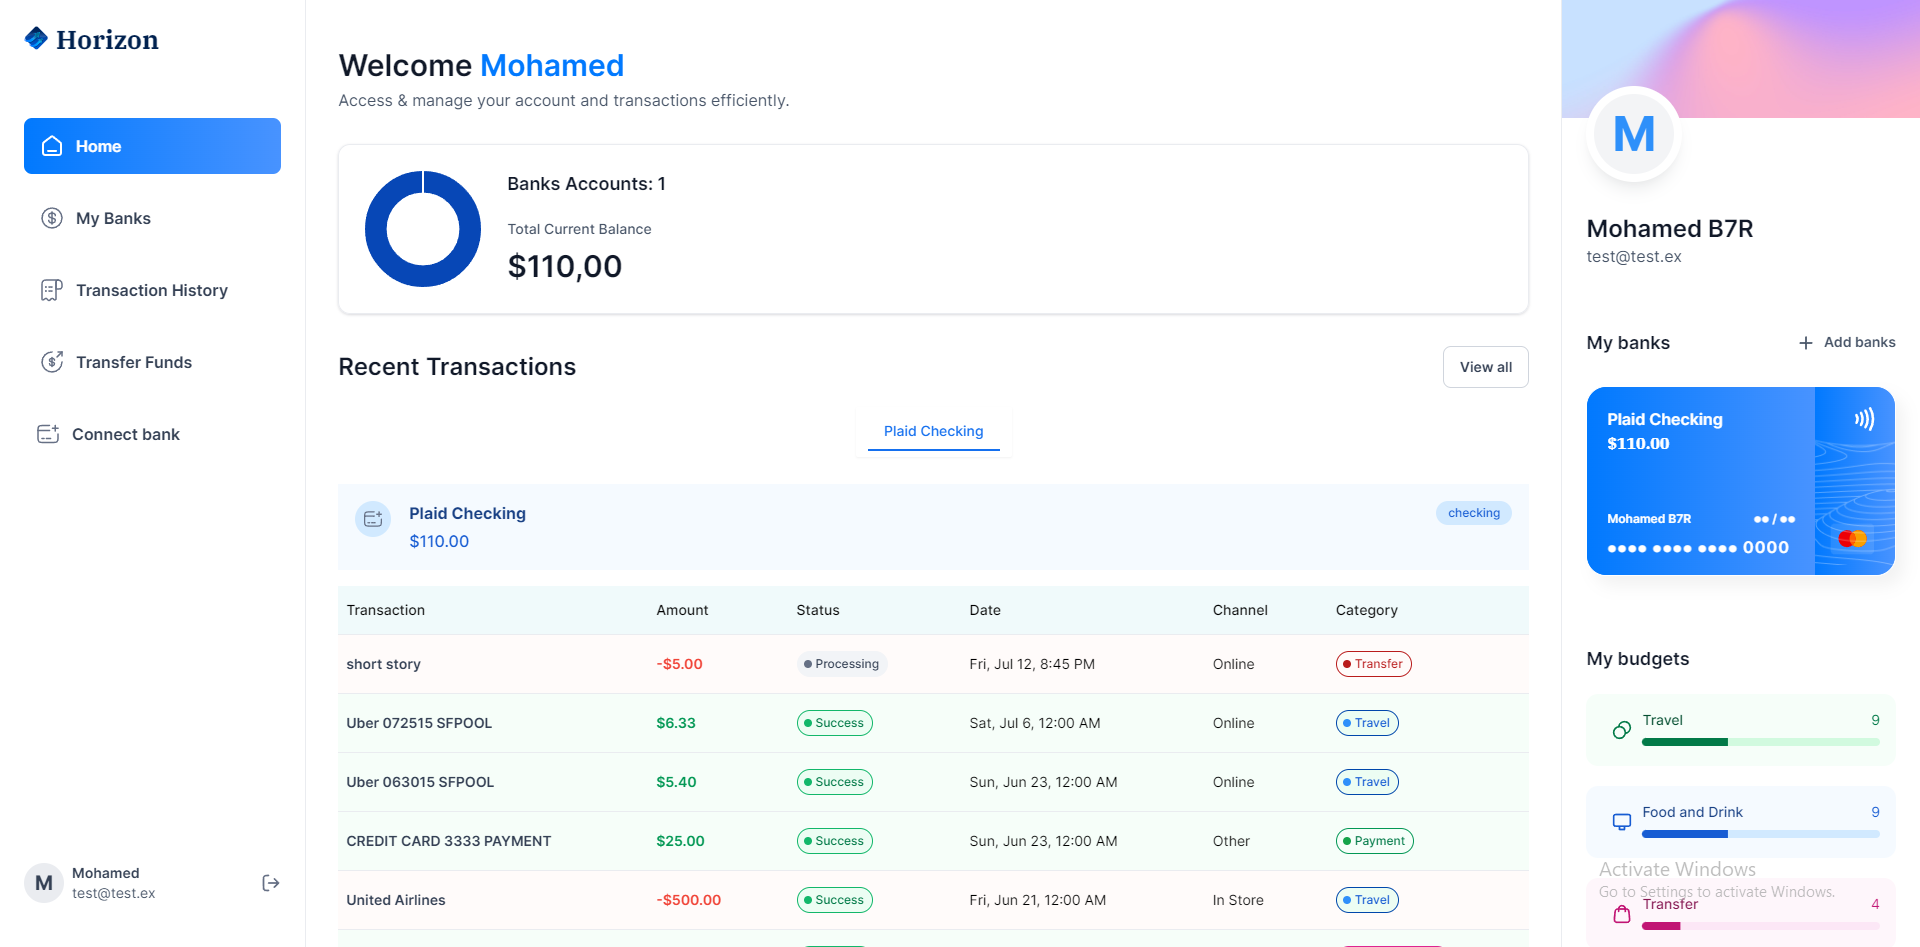 Horizon
Home
My Banks
Transaction History
Transfer Funds
Connect bank
M
Mohamed
test@test.ex
Welcome Mohamed
Access & manage your account and transactions efficiently.
Banks Accounts: 1
Total Current Balance
$110,00
Recent Transactions
View all
Plaid Checking
Plaid Checking
$110.00
checking
Transaction Amount Status Date Channel Category
short story -$5.00 Processing Fri, Jul 12, 8:45 PM Online Transfer
Uber 072515 SFPOOL $6.33 Success Sat, Jul 6, 12:00 AM Online Travel
Uber 063015 SFPOOL $5.40 Success Sun, Jun 23, 12:00 AM Online Travel
CREDIT CARD 3333 PAYMENT $25.00 Success Sun, Jun 23, 12:00 AM Other Payment
United Airlines -$500.00 Success Fri, Jun 21, 12:00 AM In Store Travel
M
Mohamed B7R
test@test.ex
My banks
Add banks
Plaid Checking
$110.00
Mohamed B7R ●● / ●●
●●●● ●●●● ●●●● 0000
My budgets
Travel 9
Food and Drink 9
Activate Windows
Go to Settings to activate Windows.
Transfer 4